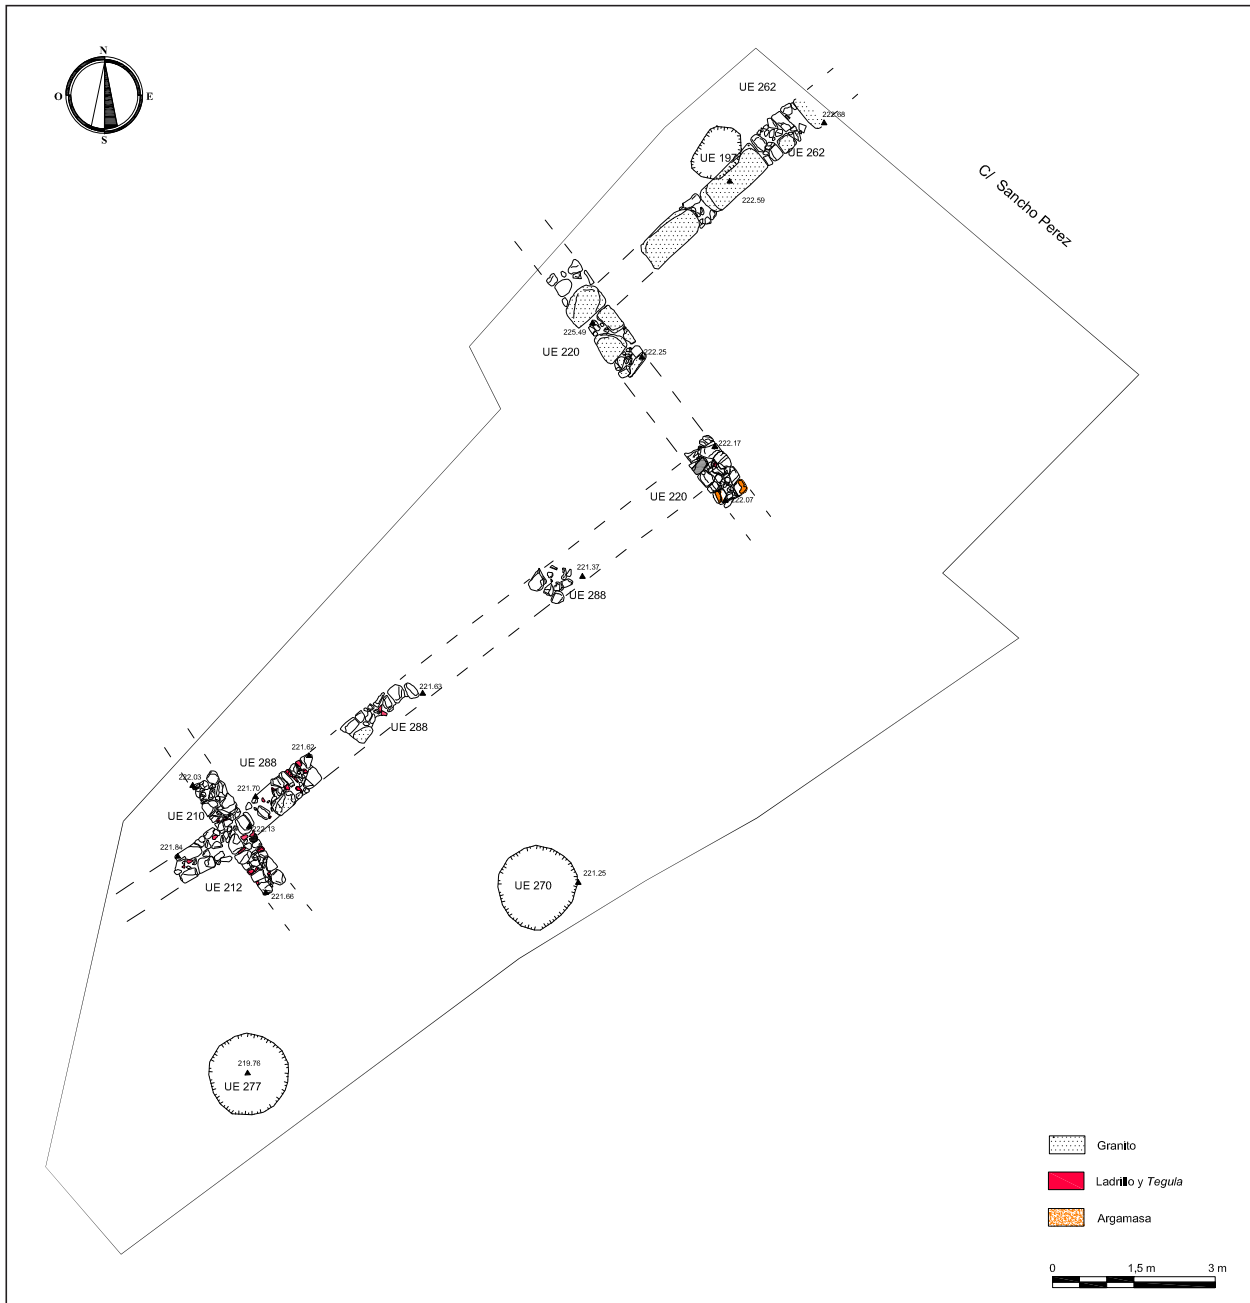 N
O
E
S
UE 262
222.68
UE 262
UE 197
222.59
C/ Sancho Perez
225.49
UE 220
222.25
222.17
UE 220
222.07
221.37
UE 288
221.63
UE 288
221.62
UE 288
222.03
221.70
UE 210
222.13
221.84
UE 212
221.66
UE 270
221.25
219.76
UE 277
Granito
Ladrillo y Tegula
Argamasa
0 1,5 m 3 m